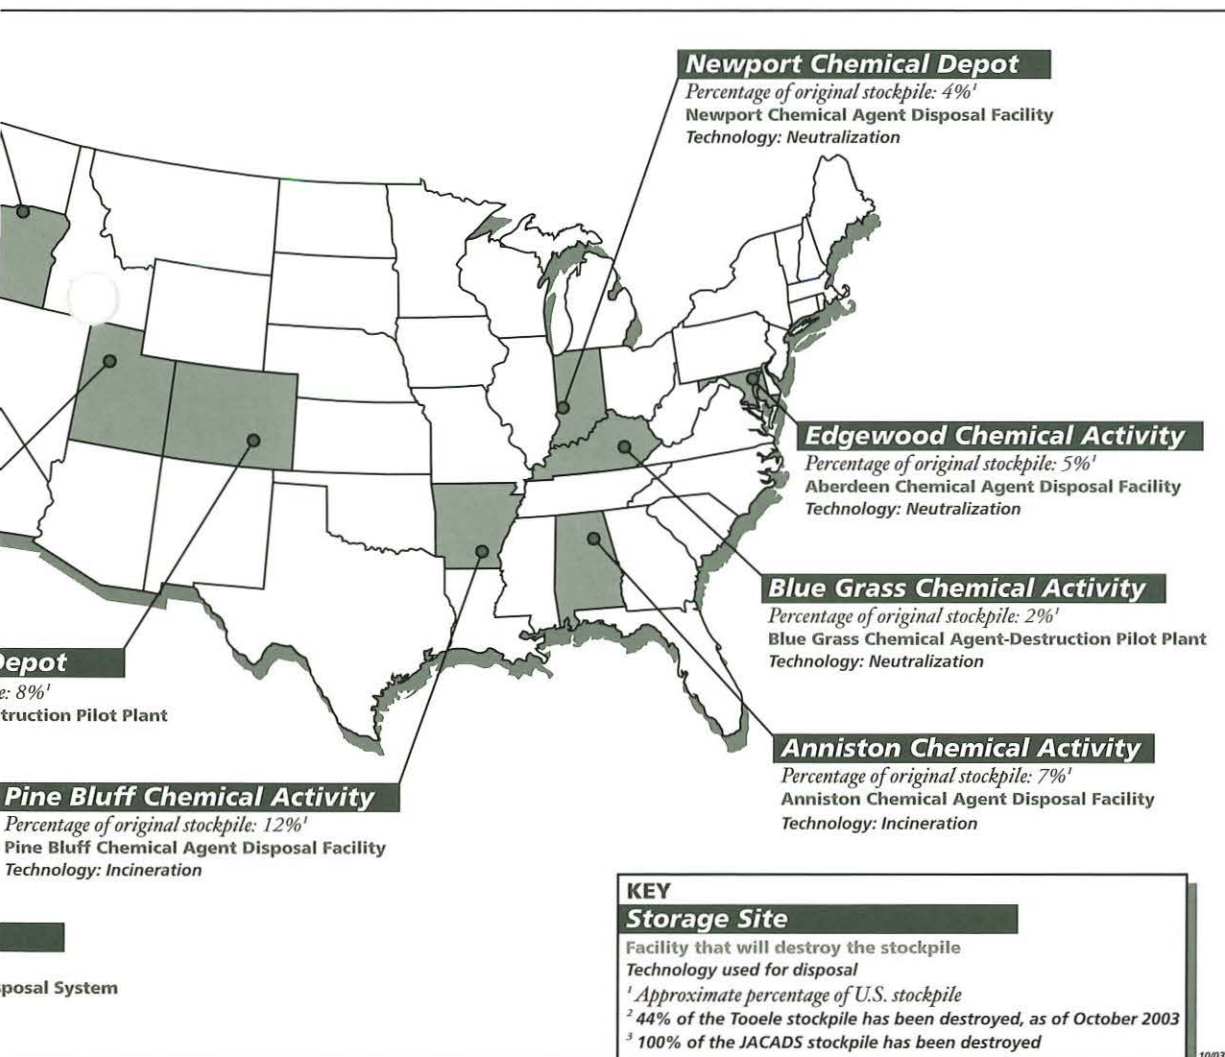 Newport Chemical Depot
Percentage of original stockpile: 4%¹
Newport Chemical Agent Disposal Facility
Technology: Neutralization
Edgewood Chemical Activity
Percentage of original stockpile: 5%¹
Aberdeen Chemical Agent Disposal Facility
Technology: Neutralization
Blue Grass Chemical Activity
Percentage of original stockpile: 2%¹
Blue Grass Chemical Agent-Destruction Pilot Plant
Technology: Neutralization
epot
e: 8%¹
truction Pilot Plant
Anniston Chemical Activity
Percentage of original stockpile: 7%¹
Anniston Chemical Agent Disposal Facility
Technology: Incineration
Pine Bluff Chemical Activity
Percentage of original stockpile: 12%¹
Pine Bluff Chemical Agent Disposal Facility
Technology: Incineration
sposal System
KEY
Storage Site
Facility that will destroy the stockpile
Technology used for disposal
¹ Approximate percentage of U.S. stockpile
² 44% of the Tooele stockpile has been destroyed, as of October 2003
³ 100% of the JACADS stockpile has been destroyed
10/03